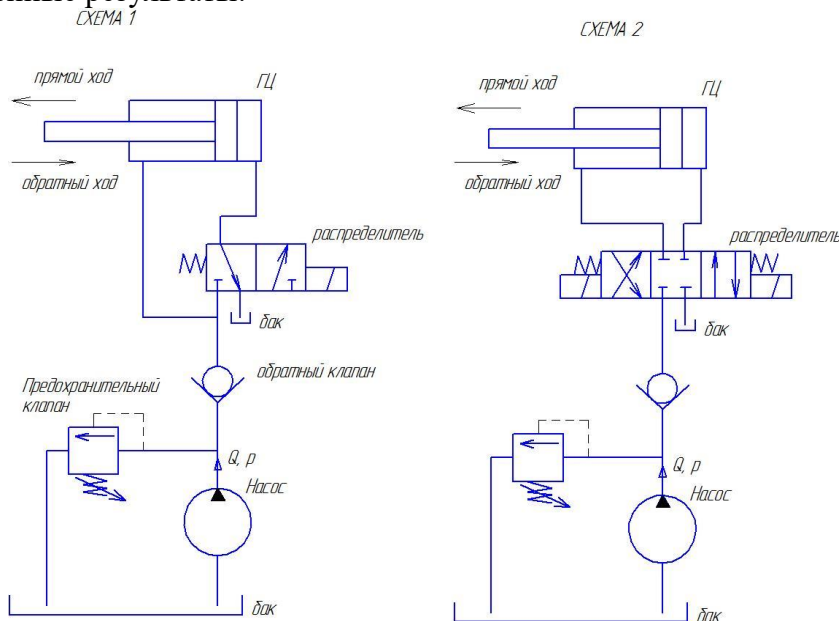 СХЕМА 1
прямой ход
ГЦ
обратный ход
распределитель
бак
обратный клапан
Предохранительный
клапан
Q, p
Насос
бак
СХЕМА 2
прямой ход
ГЦ
обратный ход
распределитель
бак
Q, p
Насос
бак